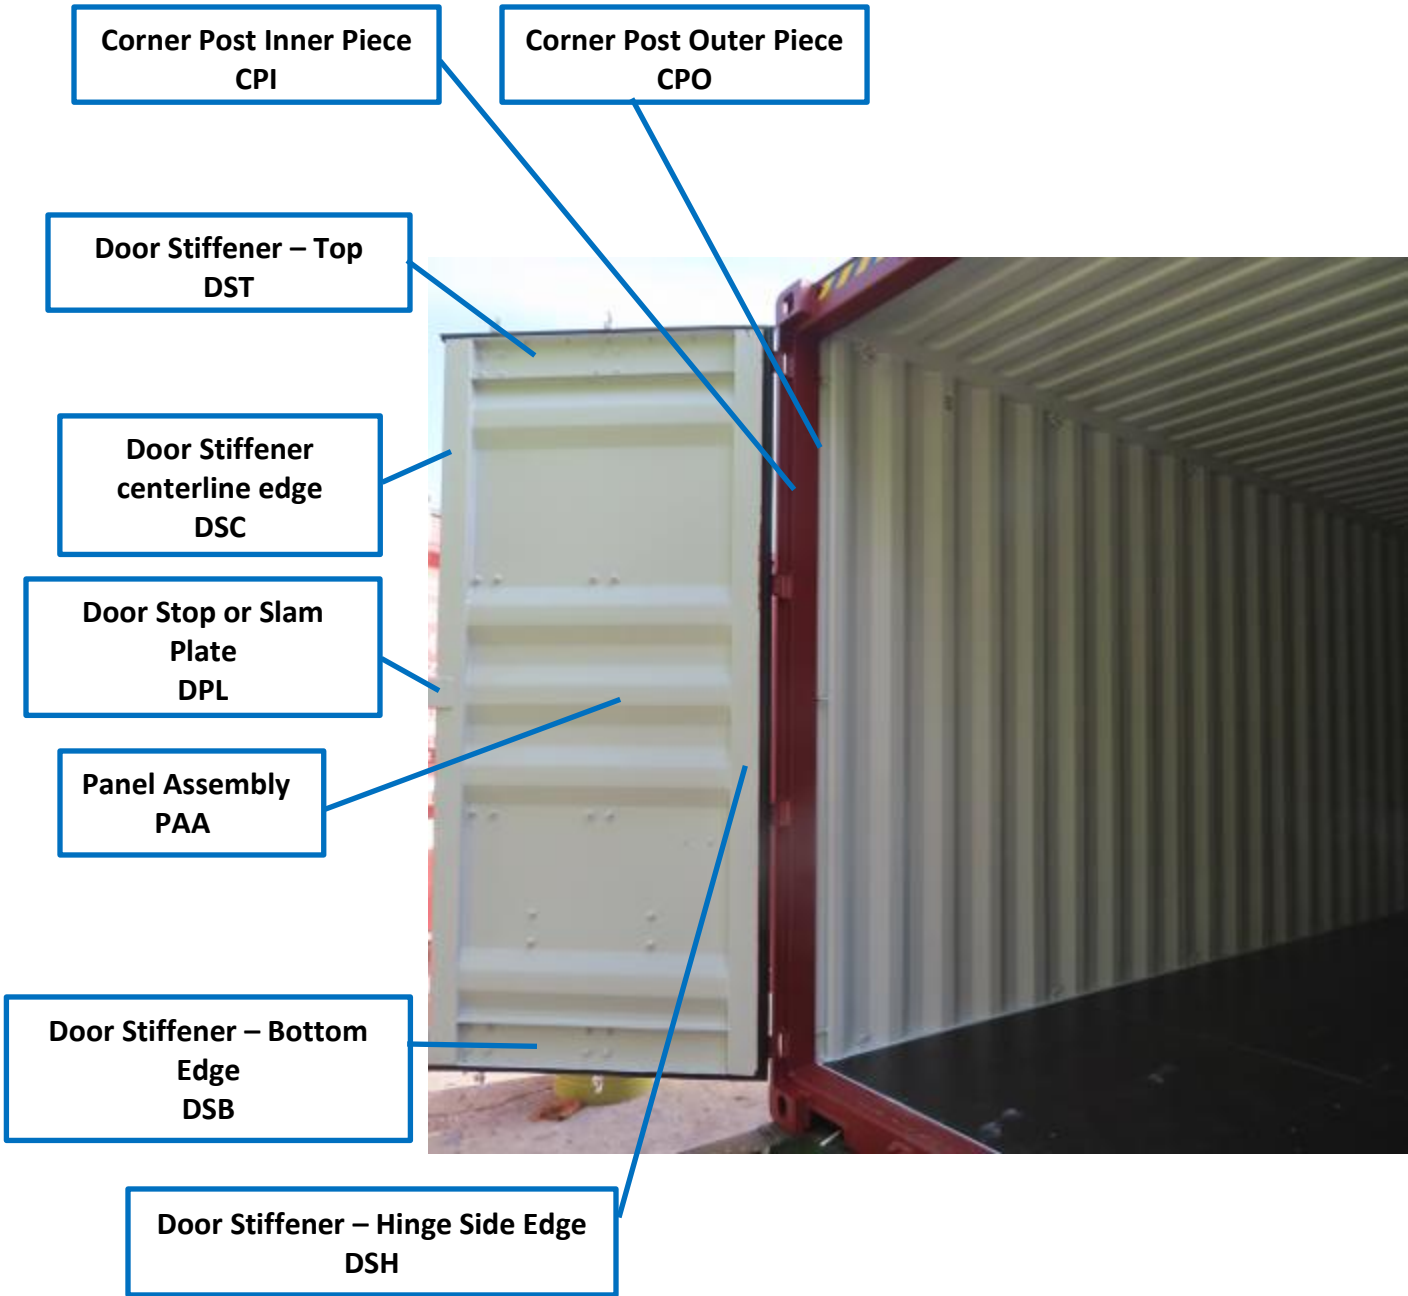 Corner Post Inner Piece
CPI
Corner Post Outer Piece
CPO
Door Stiffener – Top
DST
Door Stiffener
centerline edge
DSC
Door Stop or Slam
Plate
DPL
Panel Assembly
PAA
Door Stiffener – Bottom
Edge
DSB
Door Stiffener – Hinge Side Edge
DSH